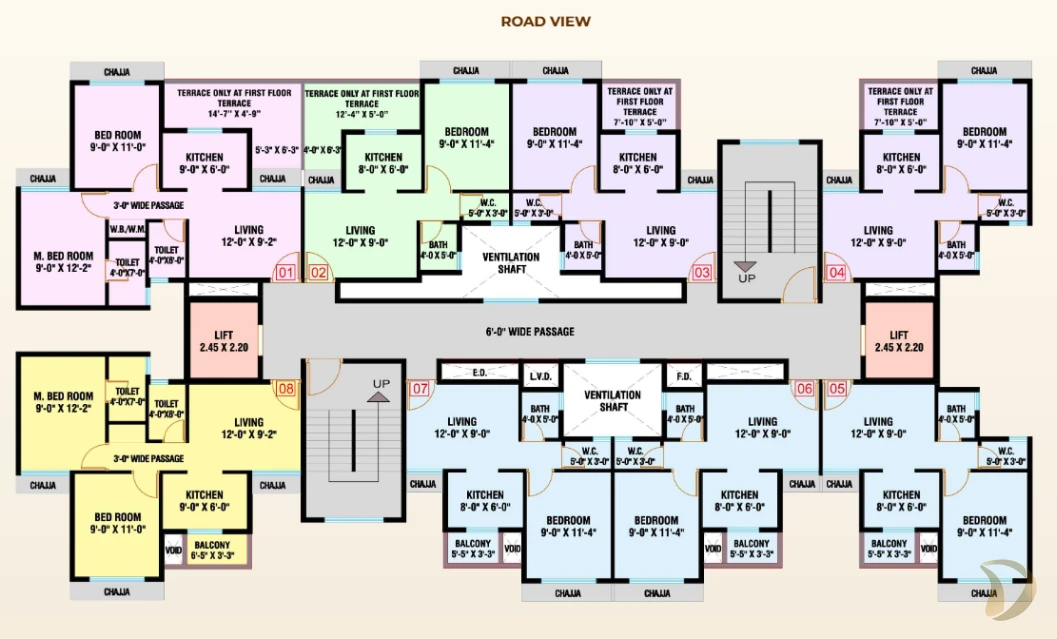 ROAD VIEW
CHAJJA
CHAJJA
CHAJJA
CHAJJA
BED ROOM
9'-0" X 11'-0"
TERRACE ONLY AT FIRST FLOOR
TERRACE
14'-7" X 4'-9"
5'-3" X 6'-3"
TERRACE ONLY AT FIRST FLOOR
TERRACE
12'-4" X 5'-0"
4'-0" X 6'-3"
BEDROOM
9'-0" X 11'-4"
BEDROOM
9'-0" X 11'-4"
TERRACE ONLY AT
FIRST FLOOR
TERRACE
7'-10" X 5'-0"
TERRACE ONLY AT
FIRST FLOOR
TERRACE
7'-10" X 5'-0"
BEDROOM
9'-0" X 11'-4"
KITCHEN
9'-0" X 6'-0"
KITCHEN
8'-0" X 6'-0"
KITCHEN
8'-0" X 6'-0"
KITCHEN
8'-0" X 6'-0"
CHAJJA
CHAJJA
CHAJJA
CHAJJA
CHAJJA
3'-0" WIDE PASSAGE
W.B./W.M.
M. BED ROOM
9'-0" X 12'-2"
TOILET
4'-0"X7'-0"
TOILET
4'-0"X6'-0"
LIVING
12'-0" X 9'-2"
01
02
LIVING
12'-0" X 9'-0"
W.C.
5'-0" X 3'-0"
BATH
4'-0 X 5'-0"
VENTILATION
SHAFT
W.C.
5'-0" X 3'-0"
BATH
4'-0 X 5'-0"
LIVING
12'-0" X 9'-0"
03
UP
04
LIVING
12'-0" X 9'-0"
W.C.
5'-0" X 3'-0"
BATH
4'-0 X 5'-0"
LIFT
2.45 X 2.20
6'-0" WIDE PASSAGE
LIFT
2.45 X 2.20
M. BED ROOM
9'-0" X 12'-2"
TOILET
4'-0"X7'-0"
TOILET
4'-0"X6'-0"
08
LIVING
12'-0" X 9'-2"
3'-0" WIDE PASSAGE
UP
07
E.D.
L.V.D.
VENTILATION
SHAFT
F.D.
06
05
LIVING
12'-0" X 9'-0"
BATH
4'-0 X 5'-0"
W.C.
5'-0" X 3'-0"
W.C.
5'-0" X 3'-0"
BATH
4'-0 X 5'-0"
LIVING
12'-0" X 9'-0"
LIVING
12'-0" X 9'-0"
BATH
4'-0 X 5'-0"
W.C.
5'-0" X 3'-0"
CHAJJA
CHAJJA
CHAJJA
CHAJJA
CHAJJA
BED ROOM
9'-0" X 11'-0"
KITCHEN
9'-0" X 6'-0"
VOID
BALCONY
6'-5" X 3'-3"
KITCHEN
8'-0" X 6'-0"
BALCONY
5'-5" X 3'-3"
VOID
BEDROOM
9'-0" X 11'-4"
BEDROOM
9'-0" X 11'-4"
KITCHEN
8'-0" X 6'-0"
VOID
BALCONY
5'-5" X 3'-3"
KITCHEN
8'-0" X 6'-0"
BALCONY
5'-5" X 3'-3"
VOID
BEDROOM
9'-0" X 11'-4"
CHAJJA
CHAJJA
CHAJJA
CHAJJA